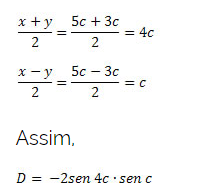 x + y / 2 = 5c + 3c / 2 = 4c
x − y / 2 = 5c − 3c / 2 = c
Assim,
D = −2sen 4c · sen c